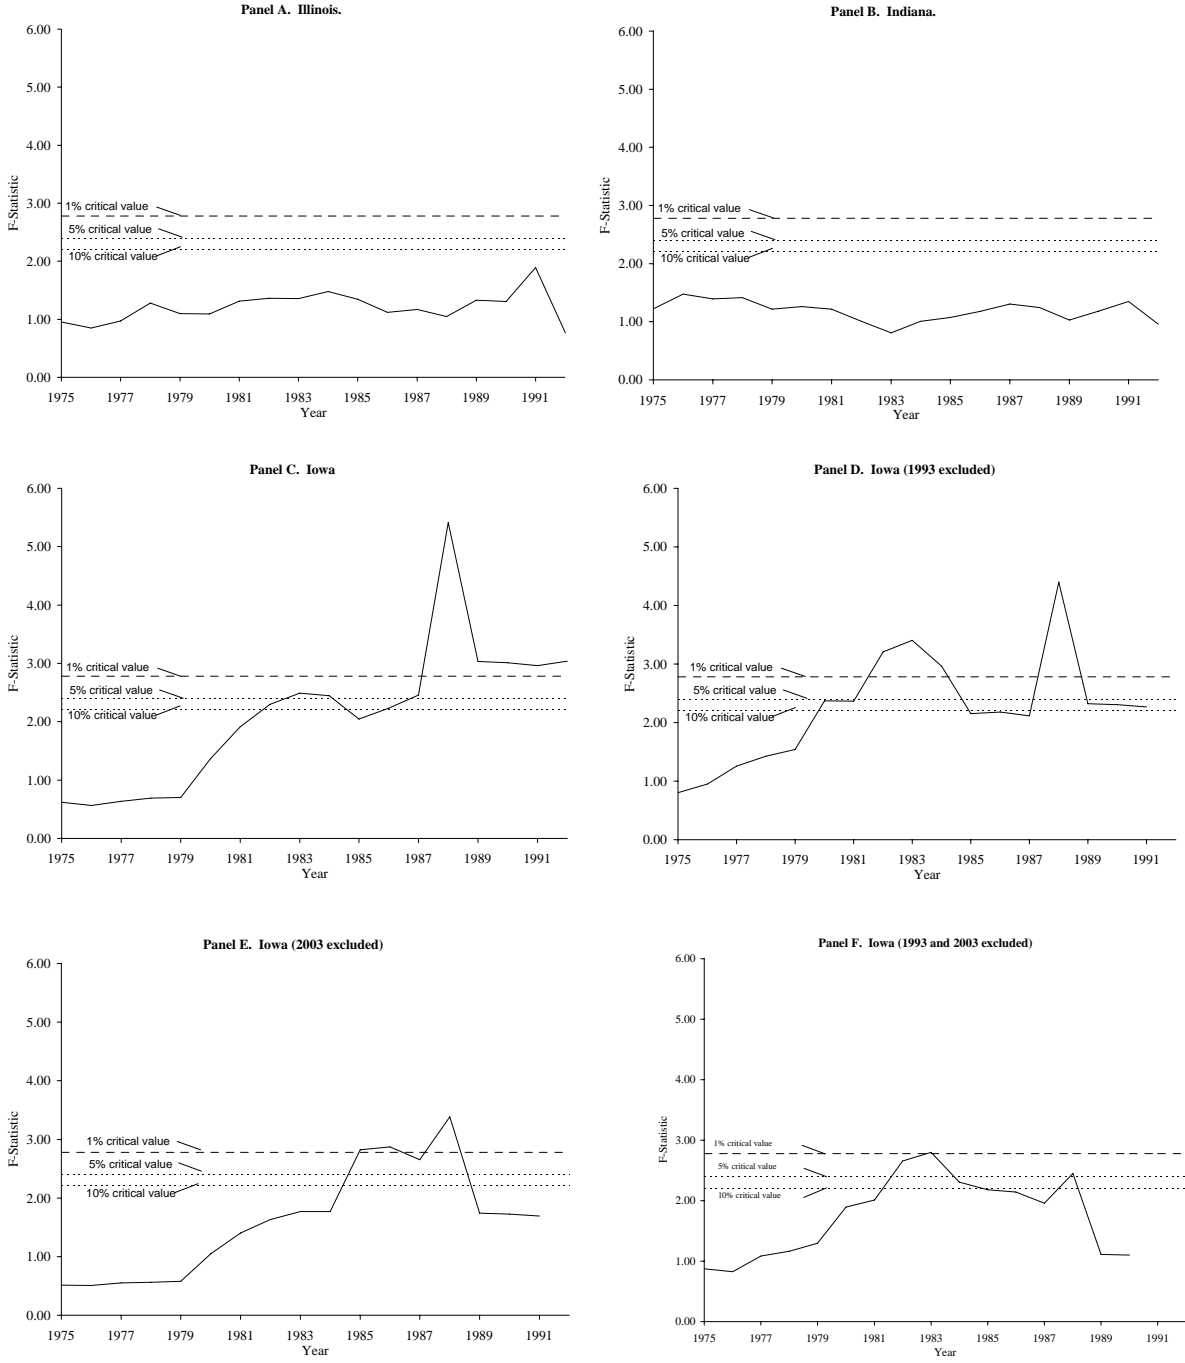 Panel A. Illinois.
6.00
5.00
4.00
3.00
2.00
1.00
0.00
F-Statistic
1% critical value
5% critical value
10% critical value
1975 1977 1979 1981 1983 1985 1987 1989 1991
Year
Panel B. Indiana.
6.00
5.00
4.00
3.00
2.00
1.00
0.00
F-Statistic
1% critical value
5% critical value
10% critical value
1975 1977 1979 1981 1983 1985 1987 1989 1991
Year
Panel C. Iowa
6.00
5.00
4.00
3.00
2.00
1.00
0.00
F-Statistic
1% critical value
5% critical value
10% critical value
1975 1977 1979 1981 1983 1985 1987 1989 1991
Year
Panel D. Iowa (1993 excluded)
6.00
5.00
4.00
3.00
2.00
1.00
0.00
F-Statistic
1% critical value
5% critical value
10% critical value
1975 1977 1979 1981 1983 1985 1987 1989 1991
Year
Panel E. Iowa (2003 excluded)
6.00
5.00
4.00
3.00
2.00
1.00
0.00
F-Statistic
1% critical value
5% critical value
10% critical value
1975 1977 1979 1981 1983 1985 1987 1989 1991
Year
Panel F. Iowa (1993 and 2003 excluded)
6.00
5.00
4.00
3.00
2.00
1.00
0.00
F-Statistic
1% critical value
5% critical value
10% critical value
1975 1977 1979 1981 1983 1985 1987 1989 1991
Year